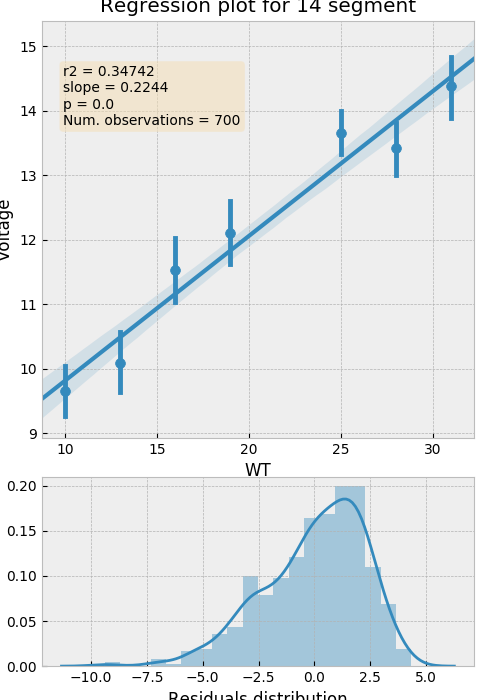 Regression plot for 14 segment
15
14
13
12
11
10
9
r2 = 0.34742
slope = 0.2244
p = 0.0
Num. observations = 700
Voltage
10 15 20 25 30
WT
0.20
0.15
0.10
0.05
0.00
−10.0 −7.5 −5.0 −2.5 0.0 2.5 5.0
Residuals distribution